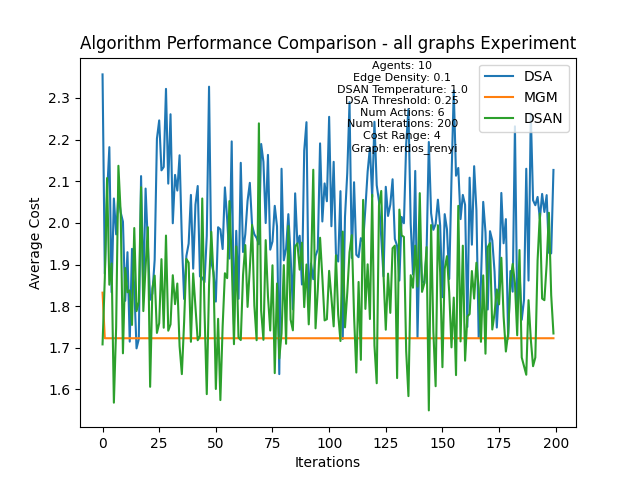 Algorithm Performance Comparison - all graphs Experiment
Agents: 10
Edge Density: 0.1
DSAN Temperature: 1.0
DSA Threshold: 0.25
Num Actions: 6
Num Iterations: 200
Cost Range: 4
Graph: erdos_renyi
DSA
MGM
DSAN
Average Cost
2.3
2.2
2.1
2.0
1.9
1.8
1.7
1.6
0 25 50 75 100 125 150 175 200
Iterations